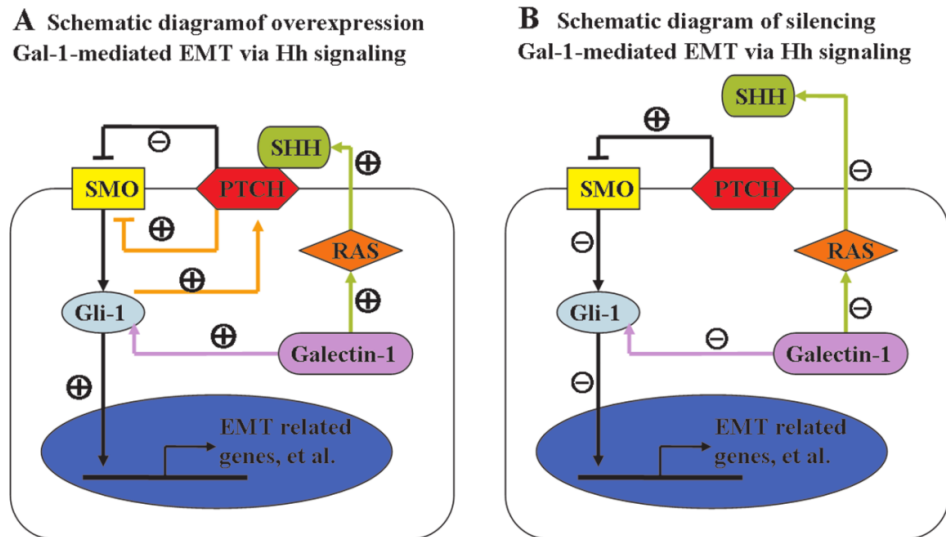 A Schematic diagramof overexpression
Gal-1-mediated EMT via Hh signaling
SHH
SMO
PTCH
RAS
Gli-1
Galectin-1
EMT related
genes, et al.
B Schematic diagram of silencing
Gal-1-mediated EMT via Hh signaling
SHH
SMO
PTCH
RAS
Gli-1
Galectin-1
EMT related
genes, et al.